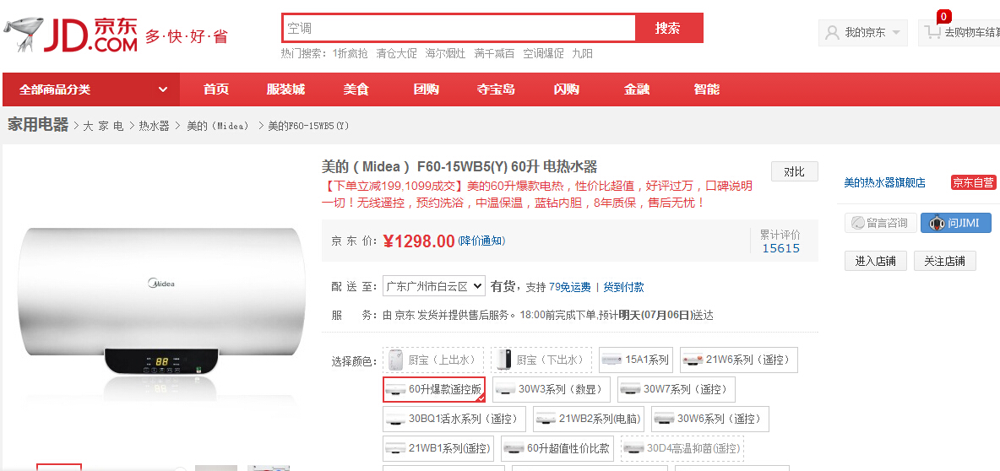 JD.COM 京东 多·快·好·省
空调 搜索
0
我的京东 去购物车结算
热门搜索: 1折疯抢 清仓大促 海尔烟灶 满千减百 空调爆促 九阳
全部商品分类 首页 服装城 美食 团购 夺宝岛 闪购 金融 智能
家用电器 > 大 家 电 > 热水器 > 美的（Midea） > 美的F60-15WB5(Y)
美的（Midea） F60-15WB5(Y) 60升 电热水器
对比
【下单立减199,1099成交】美的60升爆款电热，性价比超值，好评过万，口碑说明
一切！无线遥控，预约洗浴，中温保温，蓝钻内胆，8年质保，售后无忧！
京 东 价: ¥1298.00 (降价通知)
累计评价
15615
配 送 至: 广东广州市白云区 有货，支持 79免运费 | 货到付款
服 务: 由 京东 发货并提供售后服务。18:00前完成下单,预计明天(07月06日)送达
选择颜色: 厨宝（上出水） 厨宝（下出水） 15A1系列 21W6系列（遥控）
60升爆款遥控版 30W3系列（数显） 30W7系列（遥控）
30BQ1活水系列（遥控） 21WB2系列(电脑) 30W6系列（遥控）
21WB1系列(遥控) 60升超值性价比款 30D4高温抑菌(遥控)
美的热水器旗舰店 京东自营
留言咨询 问JIMI
进入店铺 关注店铺
Midea
88